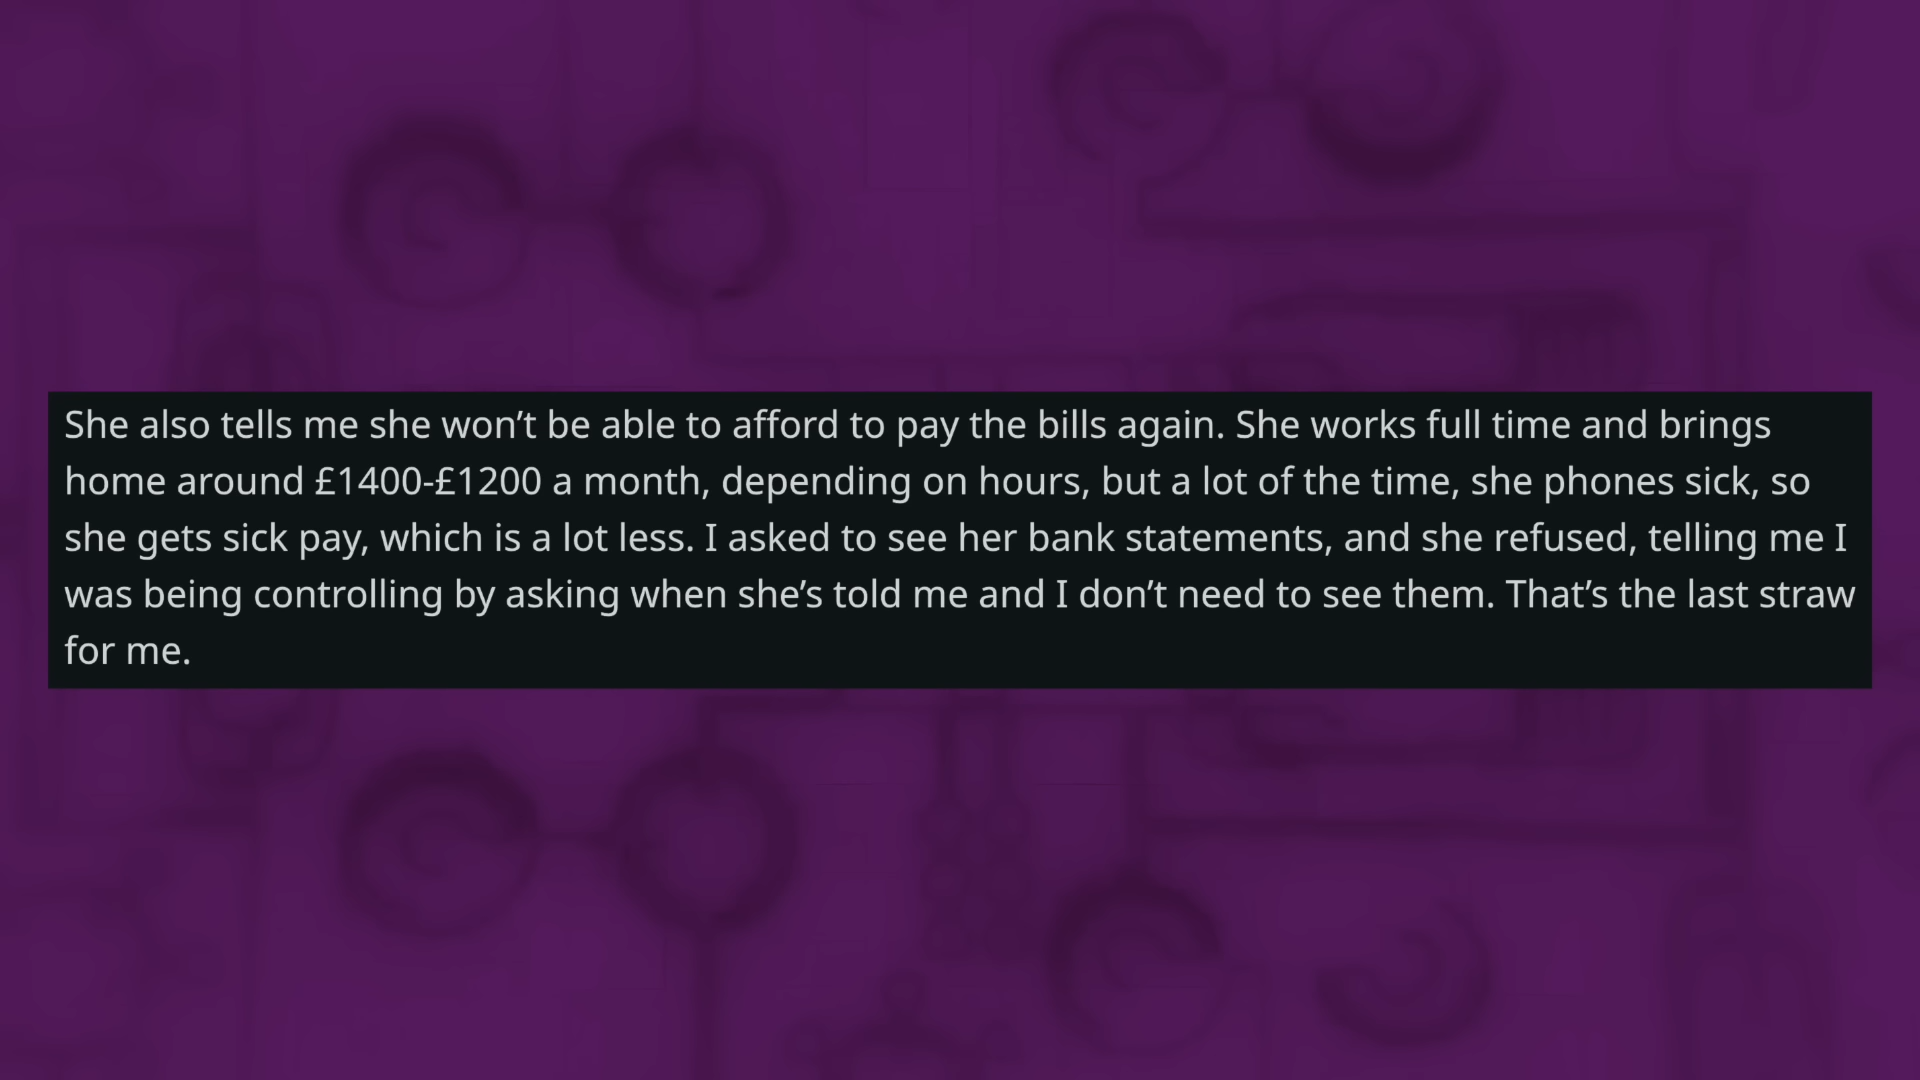 She also tells me she won’t be able to afford to pay the bills again. She works full time and brings
home around £1400-£1200 a month, depending on hours, but a lot of the time, she phones sick, so
she gets sick pay, which is a lot less. I asked to see her bank statements, and she refused, telling me I
was being controlling by asking when she’s told me and I don’t need to see them. That’s the last straw
for me.